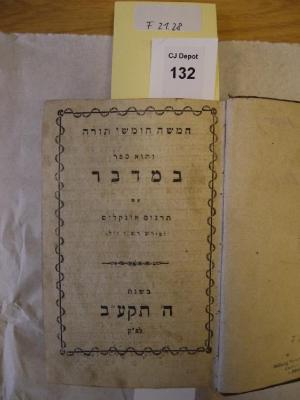 F 21.28
CJ Depot
132
חמשה חומשי תורה
והוא ספר
במדבר
עם
תרגום אונקלוס
ופירש רש"י ז"ל
בשנת
ה תקע"ב
לפ"ק